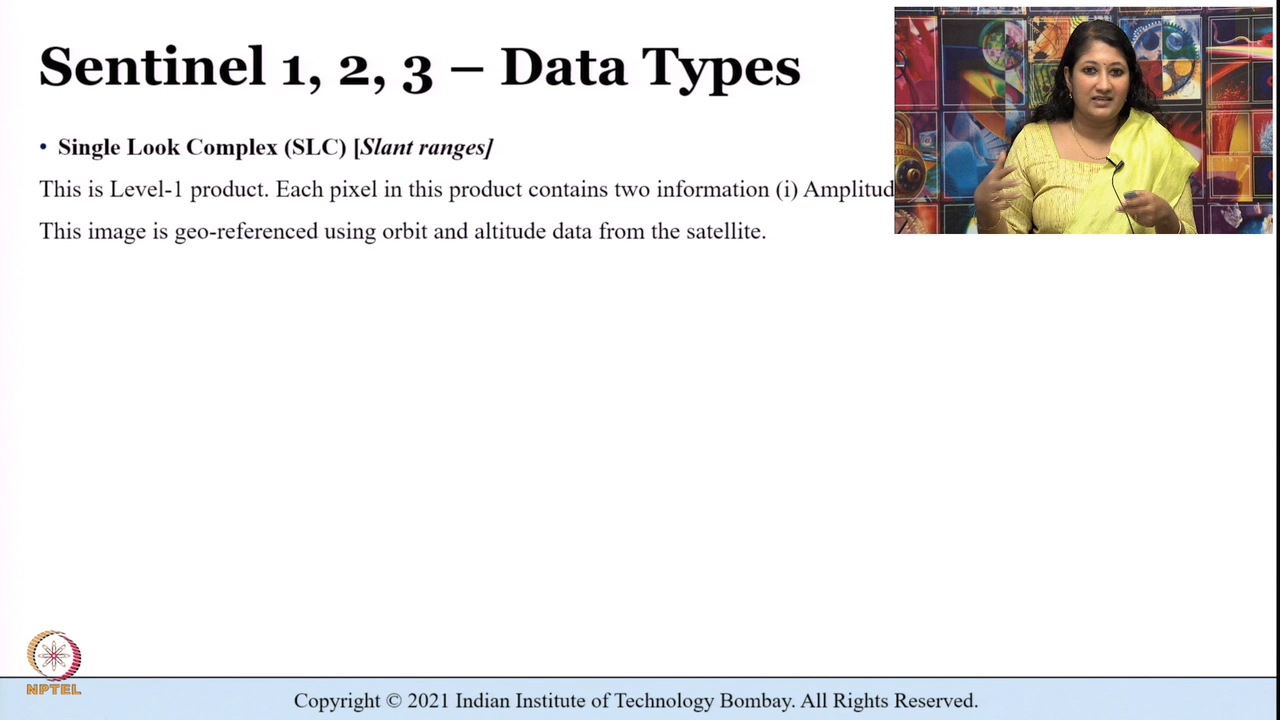 Sentinel 1, 2, 3 – Data Types
• Single Look Complex (SLC) [Slant ranges]
This is Level-1 product. Each pixel in this product contains two information (i) Amplitud
This image is geo-referenced using orbit and altitude data from the satellite.
NPTEL
Copyright © 2021 Indian Institute of Technology Bombay. All Rights Reserved.